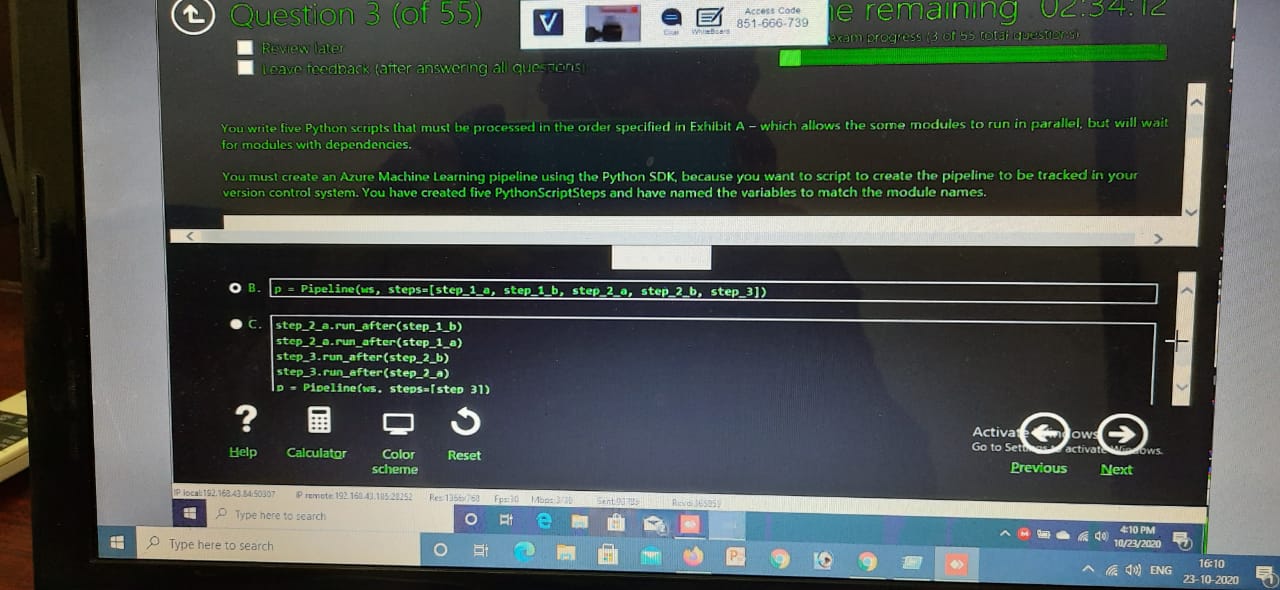 Question 3 (of 55)
Review later
Leave feedback (after answering all questions)
V
Chat
WhiteBoard
Access Code
851-666-739
e remaining 02:34:12
exam progress (3 of 55 total questions)
You write five Python scripts that must be processed in the order specified in Exhibit A – which allows the some modules to run in parallel, but will wait
for modules with dependencies.
You must create an Azure Machine Learning pipeline using the Python SDK, because you want to script to create the pipeline to be tracked in your
version control system. You have created five PythonScriptSteps and have named the variables to match the module names.
B. p = Pipeline(ws, steps=[step_1_a, step_1_b, step_2_a, step_2_b, step_3])
C. step_2_a.run_after(step_1_b)
step_2_a.run_after(step_1_a)
step_3.run_after(step_2_b)
step_3.run_after(step_2_a)
p = Pipeline(ws, steps=[step_3])
? Help
Calculator
Color
scheme
Reset
Activate Windows
Go to Settings to activate Windows.
Previous
Next
IP local:192.168.43.84:50307 IP remote:192.168.43.185:28252 Res:1366x768 Fps:30 Mbps:3/30
Type here to search
4:10 PM
10/23/2020
Type here to search
ENG
16:10
23-10-2020